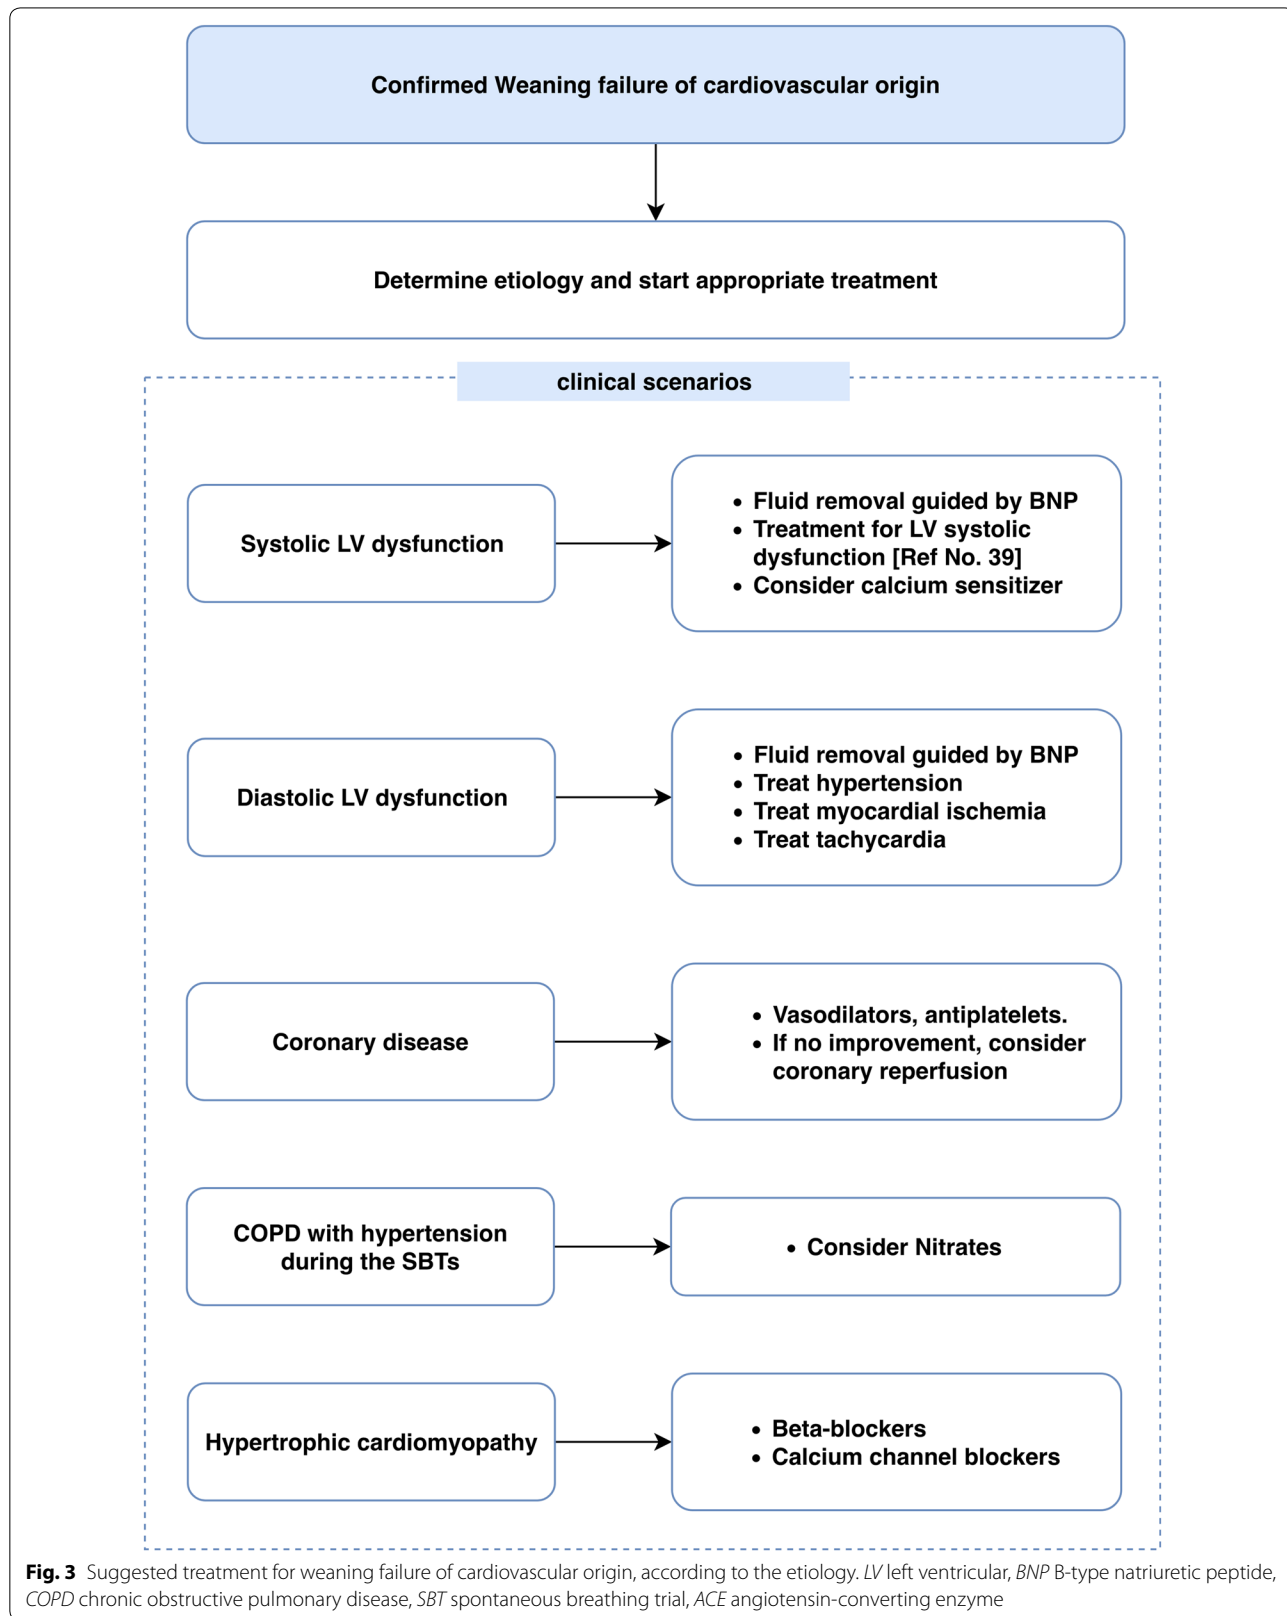 Confirmed Weaning failure of cardiovascular origin
Determine etiology and start appropriate treatment
clinical scenarios
Systolic LV dysfunction
• Fluid removal guided by BNP
• Treatment for LV systolic
dysfunction [Ref No. 39]
• Consider calcium sensitizer
Diastolic LV dysfunction
• Fluid removal guided by BNP
• Treat hypertension
• Treat myocardial ischemia
• Treat tachycardia
Coronary disease
• Vasodilators, antiplatelets.
• If no improvement, consider
coronary reperfusion
COPD with hypertension
during the SBTs
• Consider Nitrates
Hypertrophic cardiomyopathy
• Beta-blockers
• Calcium channel blockers
Fig. 3 Suggested treatment for weaning failure of cardiovascular origin, according to the etiology. LV left ventricular, BNP B-type natriuretic peptide,
COPD chronic obstructive pulmonary disease, SBT spontaneous breathing trial, ACE angiotensin-converting enzyme